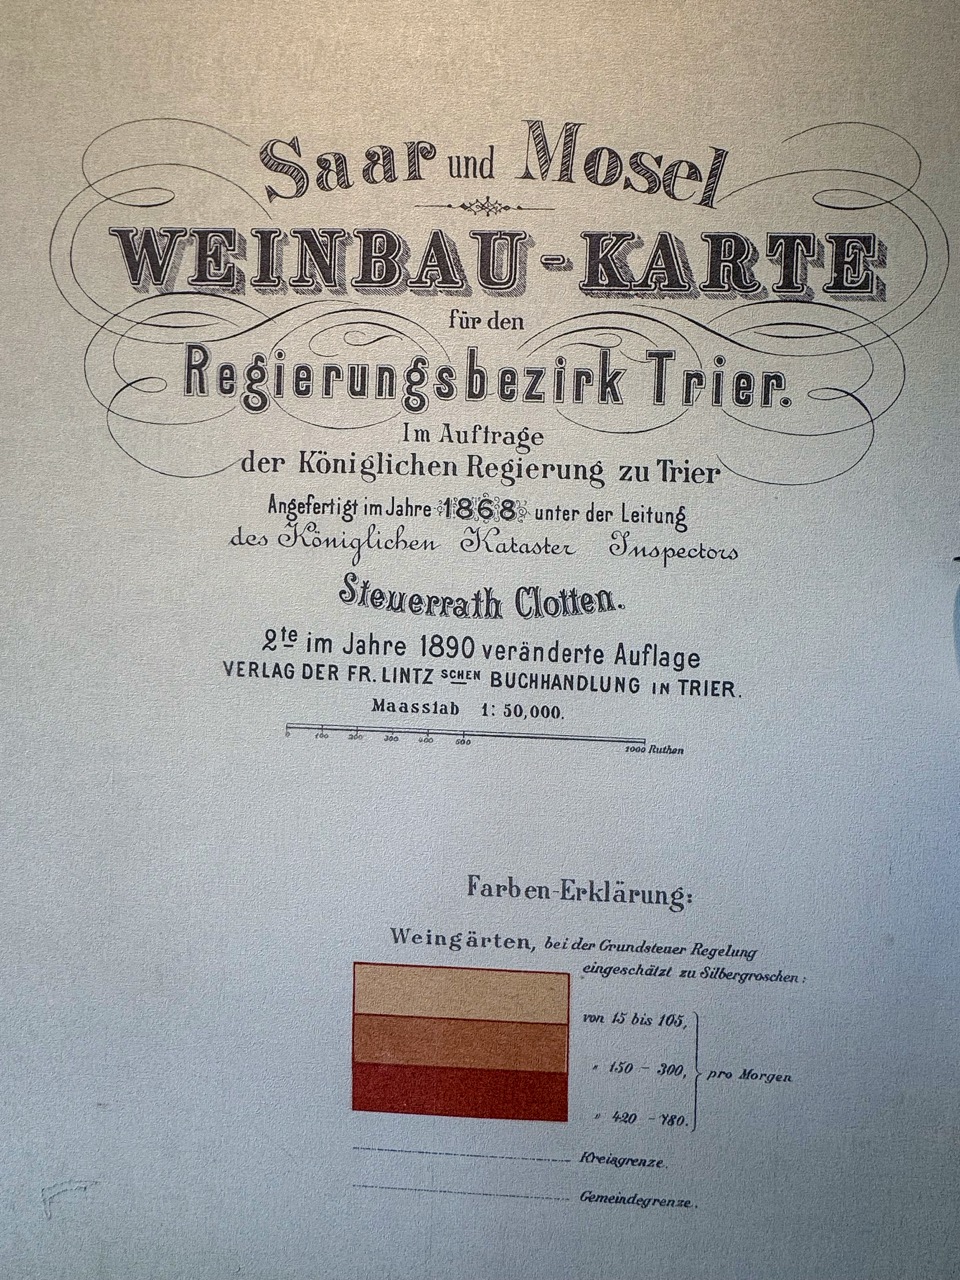 Saar und Mosel
WEINBAU-KARTE
für den
Regierungsbezirk Trier.
Im Auftrage
der Königlichen Regierung zu Trier
Angefertigt im Jahre 1868 unter der Leitung
des Königlichen Kataster Inspectors
Steuerrath Clotten.
2te im Jahre 1890 veränderte Auflage
VERLAG DER FR. LINTZ SCHEN BUCHHANDLUNG IN TRIER.
Maasstab 1: 50,000.
0 100 200 300 400 500 1000 Ruthen
Farben-Erklärung:
Weingärten, bei der Grundsteuer Regelung
eingeschätzt zu Silbergroschen:
von 15 bis 105,
" 150 - 300, pro Morgen
" 420 - 780.
Kreisgrenze.
Gemeindegrenze.